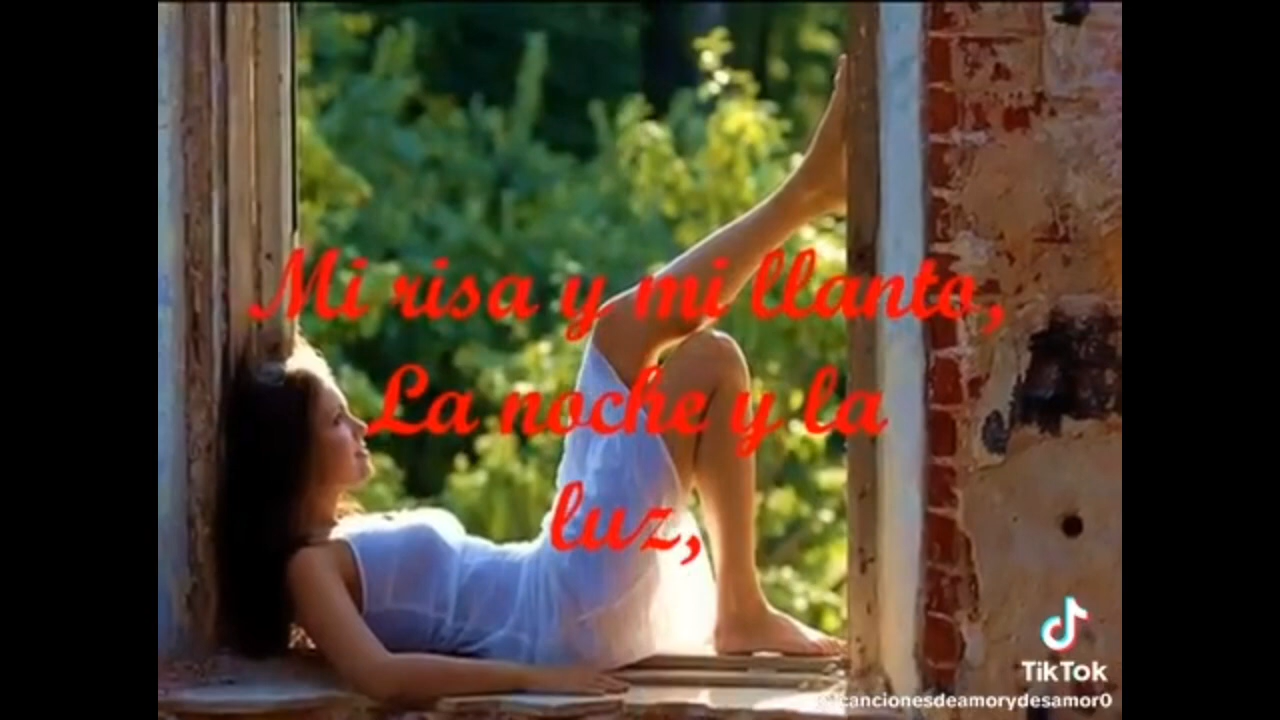 Mi risa y mi llanto,
La noche y la
luz,
TikTok
@cancionesdeamorydesamor0